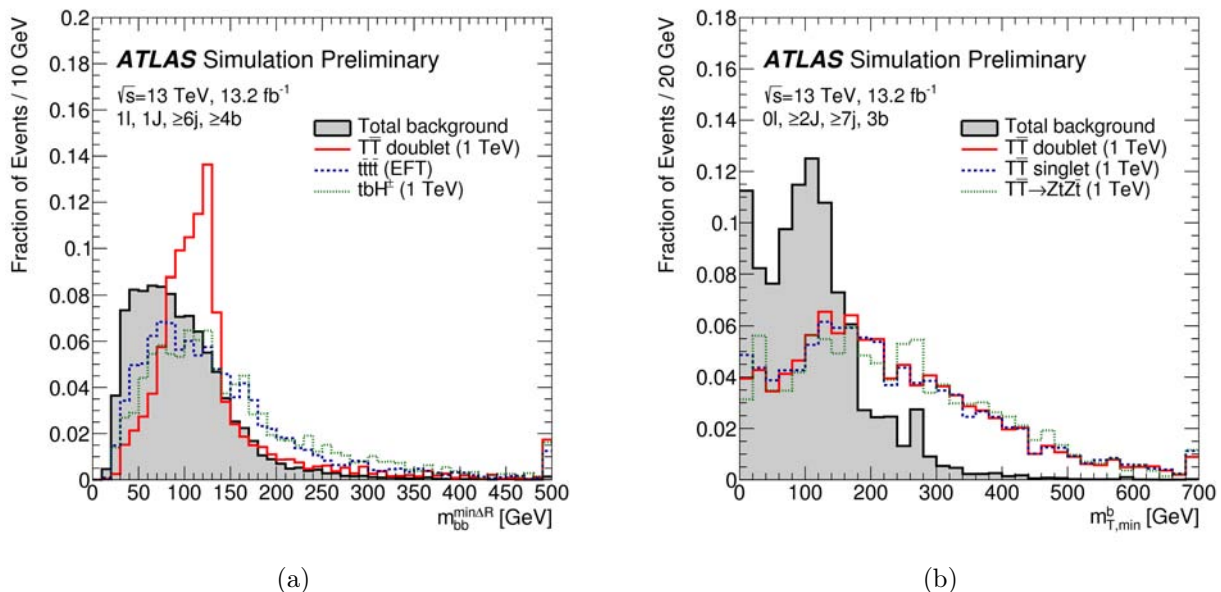 ATLAS Simulation Preliminary
√s=13 TeV, 13.2 fb⁻¹
1l, 1J, ≥6j, ≥4b
Total background
TT̅ doublet (1 TeV)
tt̅tt̅ (EFT)
tbH± (1 TeV)
Fraction of Events / 10 GeV
0.2
0.18
0.16
0.14
0.12
0.1
0.08
0.06
0.04
0.02
0
0 50 100 150 200 250 300 350 400 450 500
m_bb^minΔR [GeV]
(a)
ATLAS Simulation Preliminary
√s=13 TeV, 13.2 fb⁻¹
0l, ≥2J, ≥7j, 3b
Total background
TT̅ doublet (1 TeV)
TT̅ singlet (1 TeV)
TT̅→ZtZt̅ (1 TeV)
Fraction of Events / 20 GeV
0.18
0.16
0.14
0.12
0.1
0.08
0.06
0.04
0.02
0
0 100 200 300 400 500 600 700
m_T,min^b [GeV]
(b)